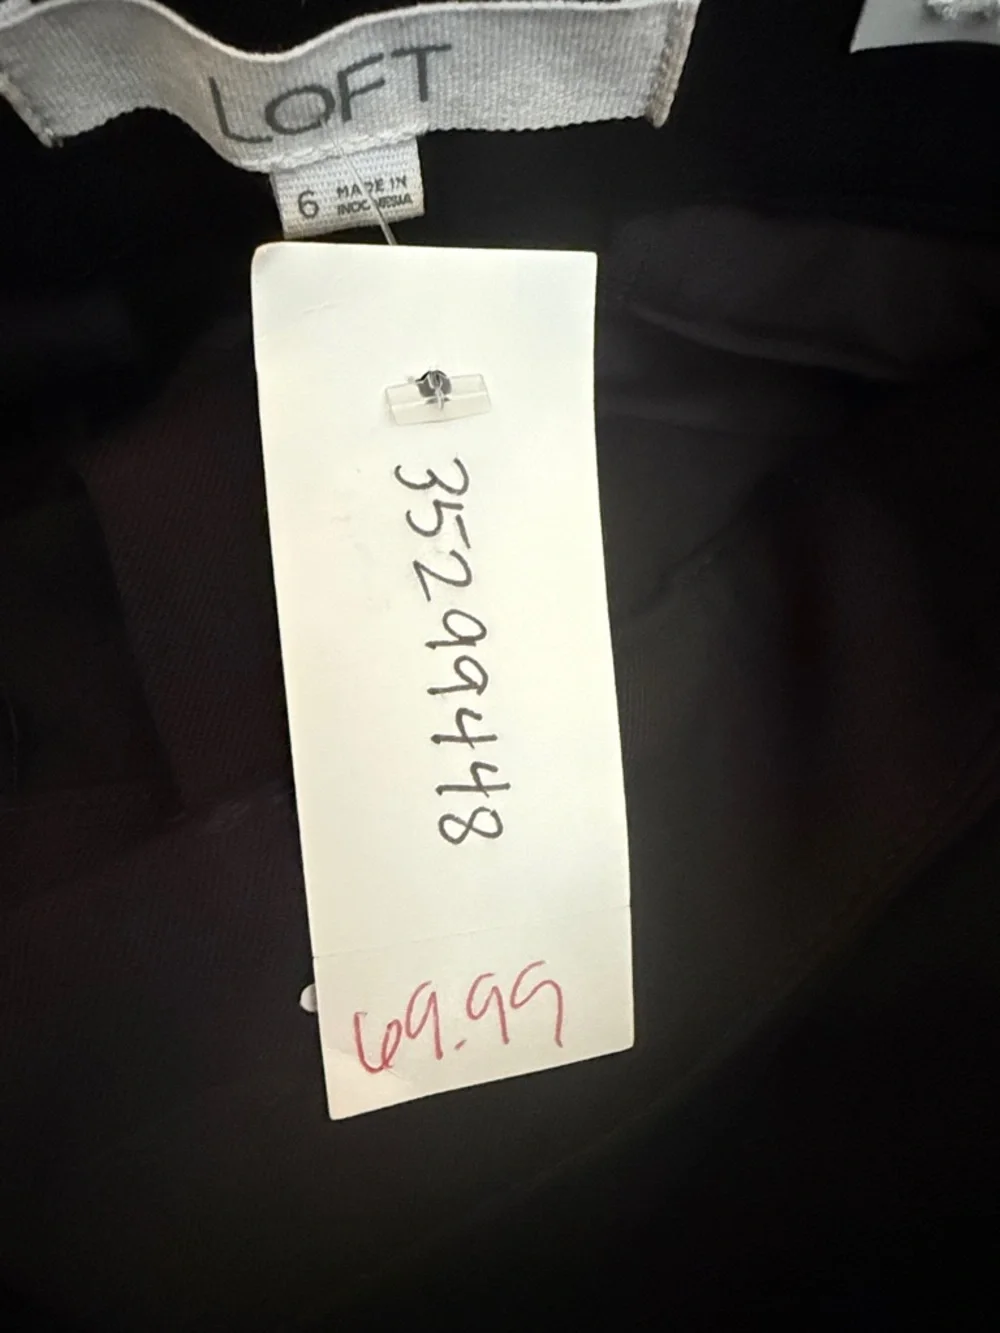 LOFT
6 MADE IN
INDONESIA
35299448
69.99